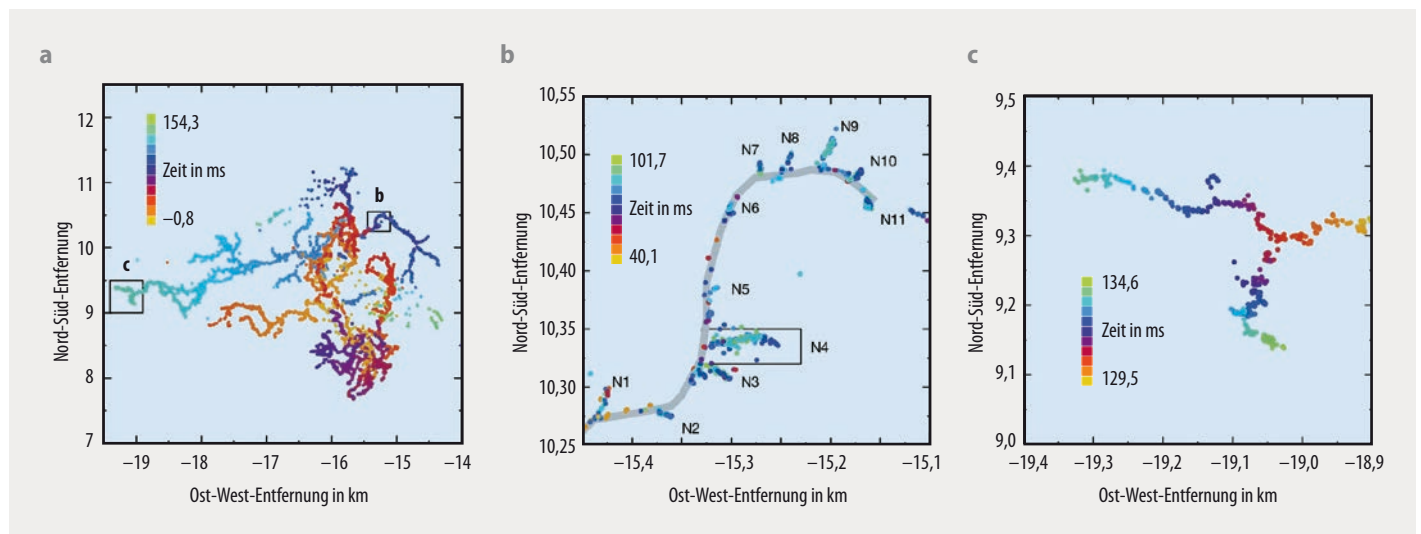 a
12
11
10
9
8
7
Nord-Süd-Entfernung
154,3
Zeit in ms
–0,8
b
c
–19
–18
–17
–16
–15
–14
Ost-West-Entfernung in km
b
10,55
10,50
10,45
10,40
10,35
10,30
10,25
Nord-Süd-Entfernung
101,7
Zeit in ms
40,1
N1
N2
N3
N4
N5
N6
N7
N8
N9
N10
N11
–15,4
–15,3
–15,2
–15,1
Ost-West-Entfernung in km
c
9,5
9,4
9,3
9,2
9,1
9,0
Nord-Süd-Entfernung
134,6
Zeit in ms
129,5
–19,4
–19,3
–19,2
–19,1
–19,0
–18,9
Ost-West-Entfernung in km